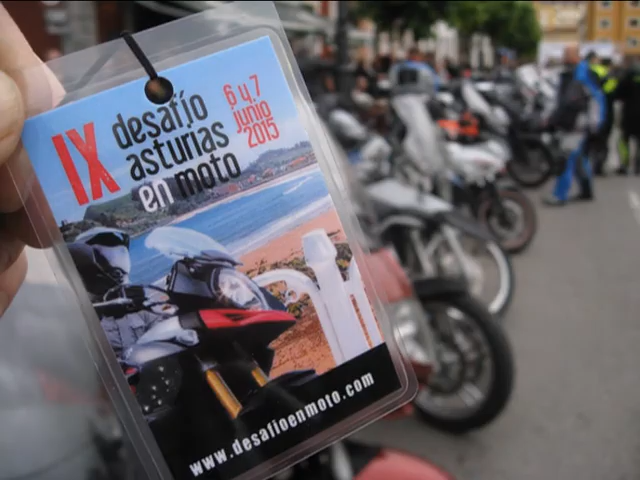 IX
desafío
asturias
en moto
6 y 7
junio
2015
www.desafioenmoto.com